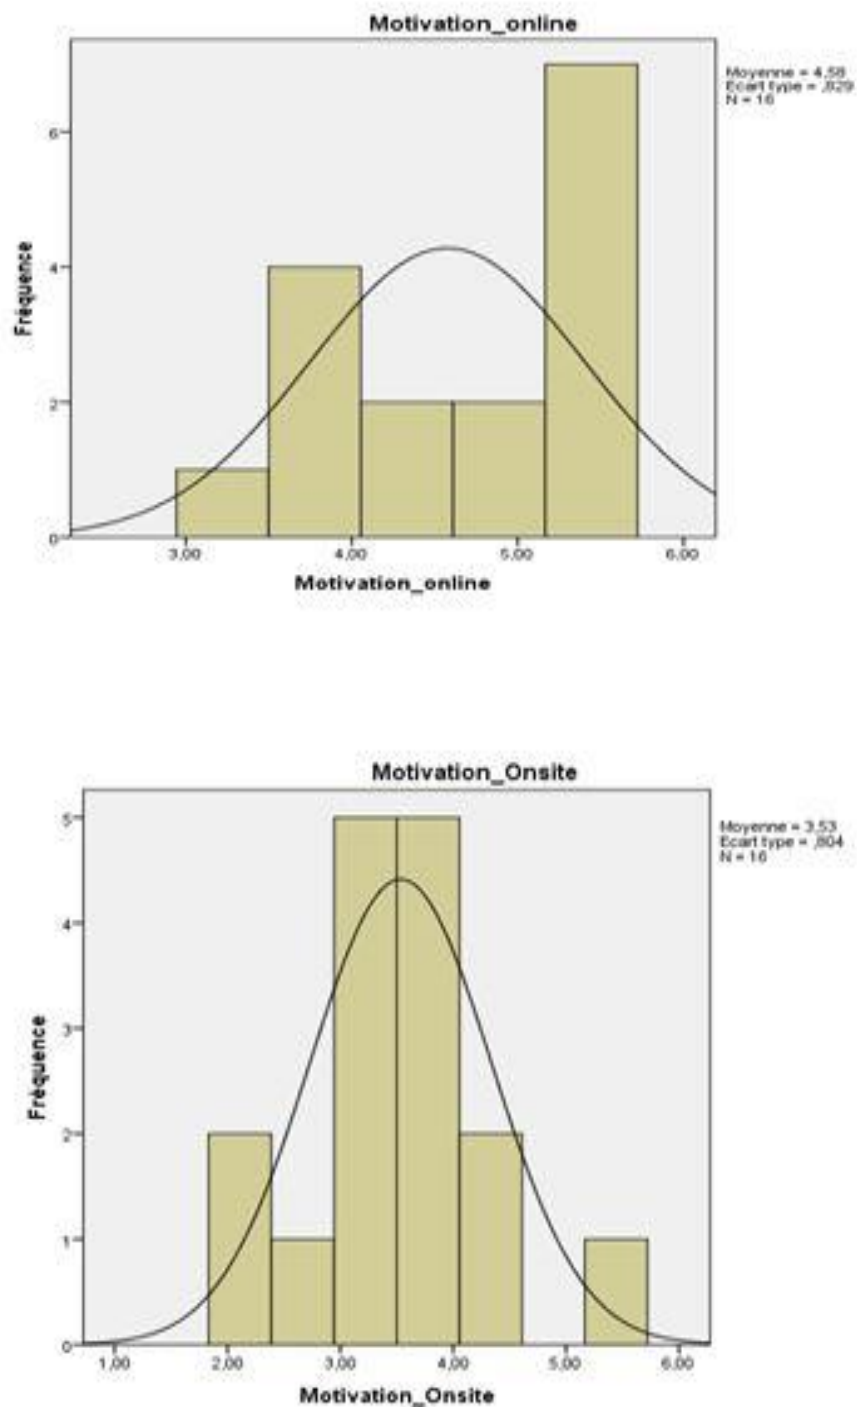 Motivation_online
Moyenne = 4,58
Ecart type = ,829
N = 16
6
4
2
0
Fréquence
3,00 4,00 5,00 6,00
Motivation_online
Motivation_Onsite
Moyenne = 3,53
Ecart type = ,804
N = 16
5
4
3
2
1
0
Fréquence
1,00 2,00 3,00 4,00 5,00 6,00
Motivation_Onsite